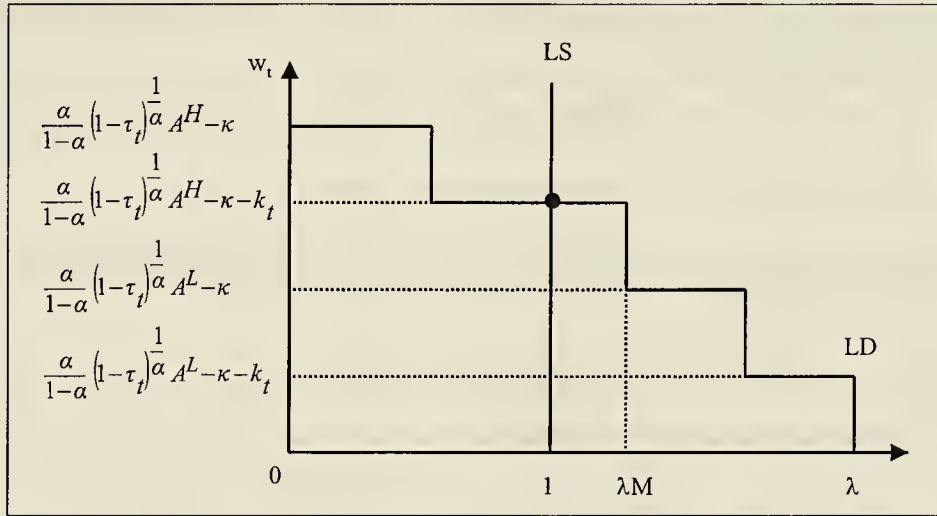 LS
w_t
α/(1−α) (1−τ_t)^(1/α) A^H −κ
α/(1−α) (1−τ_t)^(1/α) A^H −κ−k_t
α/(1−α) (1−τ_t)^(1/α) A^L −κ
LD
α/(1−α) (1−τ_t)^(1/α) A^L −κ−k_t
0 1 λM λ